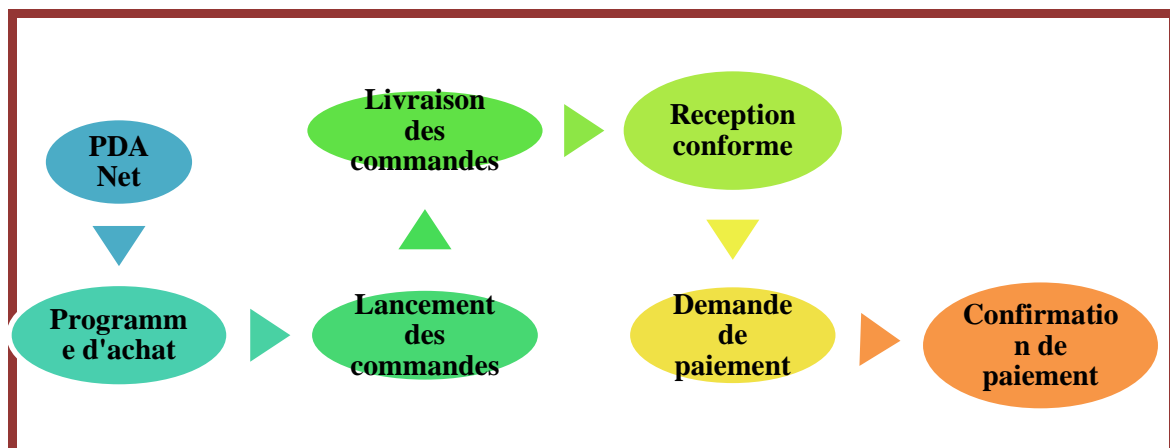 PDA
Net
Programm
e d'achat
Lancement
des
commandes
Livraison
des
commandes
Reception
conforme
Demande
de
paiement
Confirmatio
n de
paiement